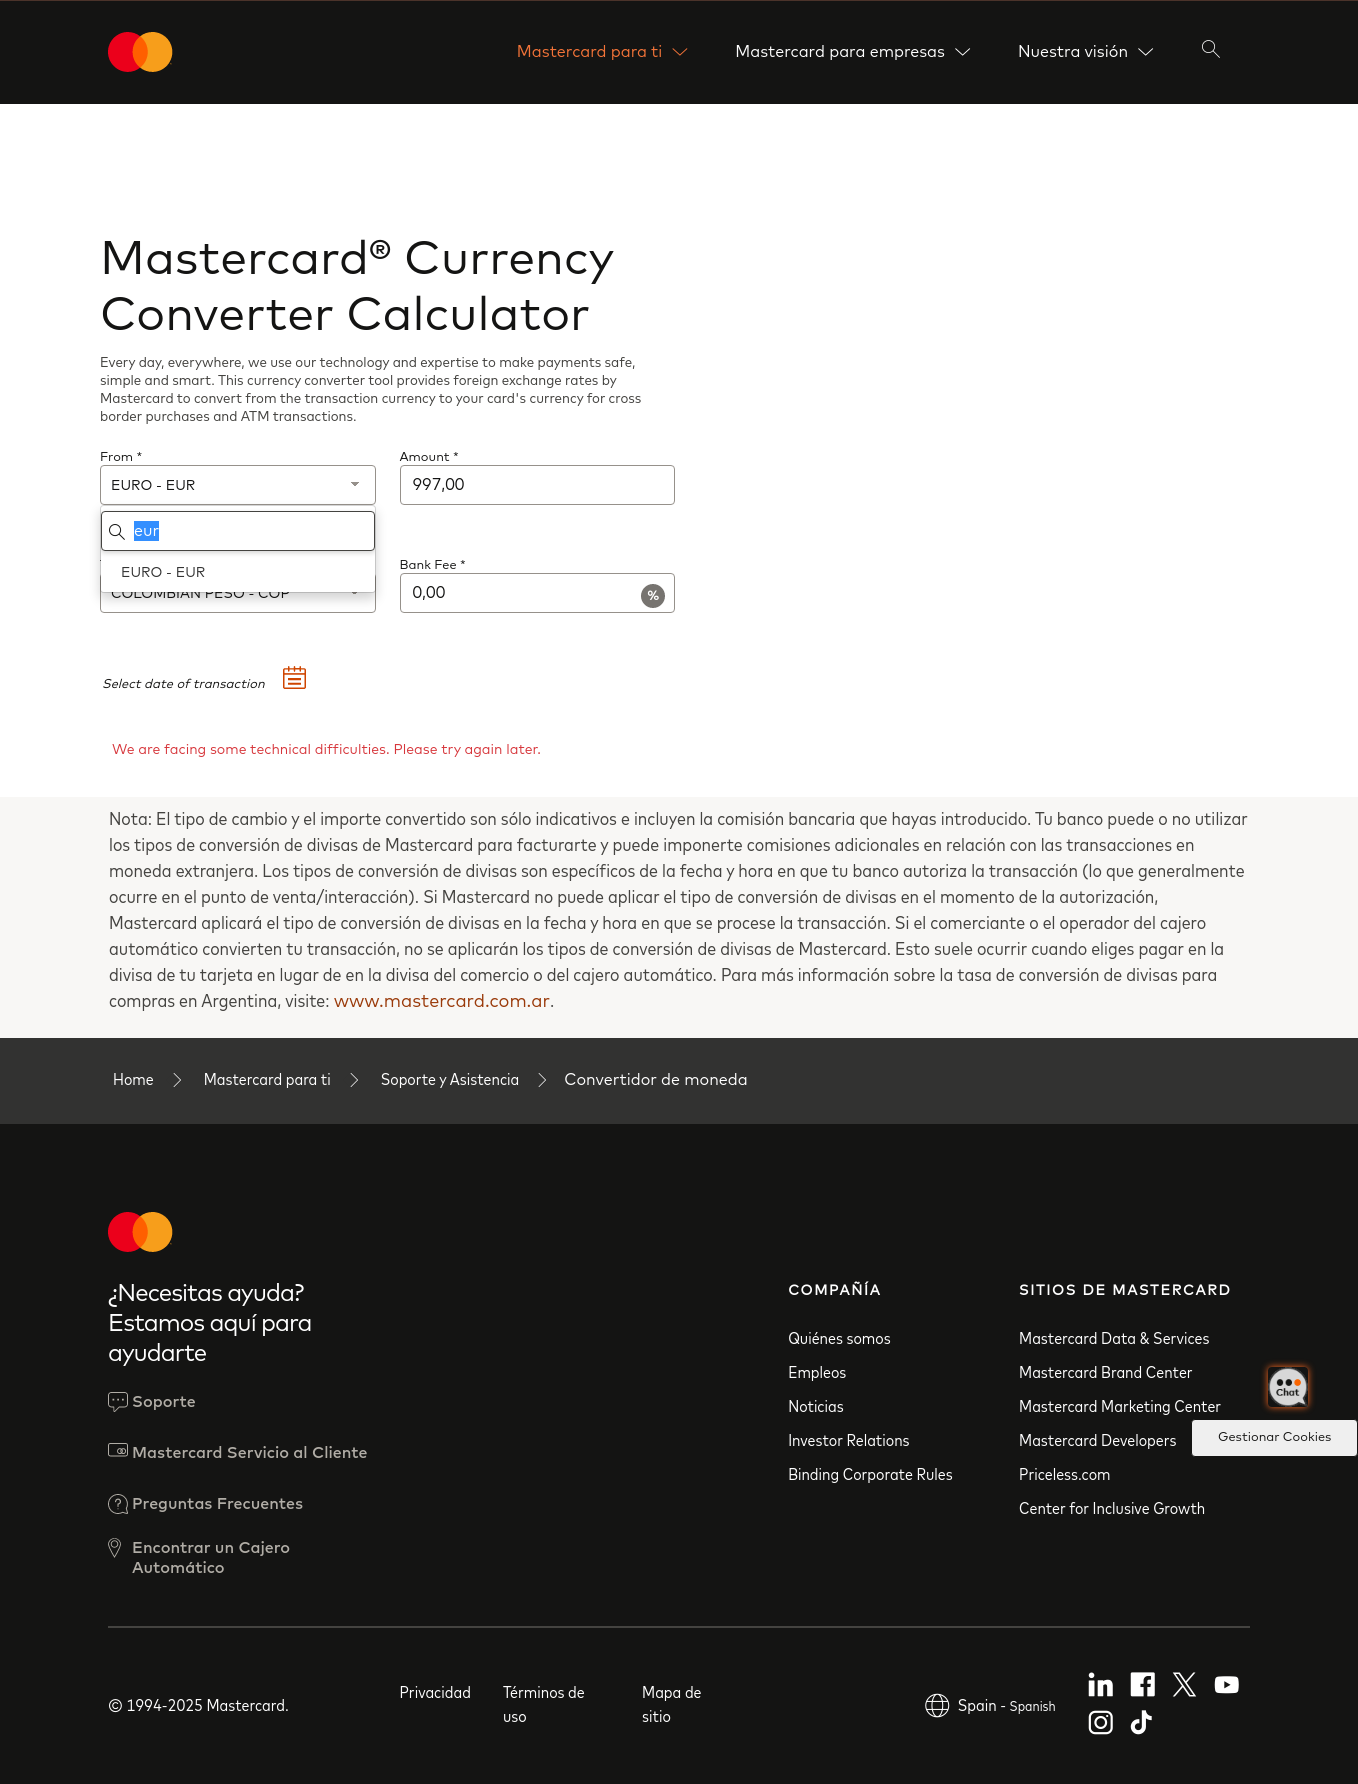 Mastercard para ti
Mastercard para empresas
Nuestra visión
Mastercard® Currency
Converter Calculator
Every day, everywhere, we use our technology and expertise to make payments safe,
simple and smart. This currency converter tool provides foreign exchange rates by
Mastercard to convert from the transaction currency to your card's currency for cross
border purchases and ATM transactions.
From *
Amount *
EURO - EUR
997,00
eur
EURO - EUR
Bank Fee *
COLOMBIAN PESO - COP
0,00
%
Select date of transaction
We are facing some technical difficulties. Please try again later.
Nota: El tipo de cambio y el importe convertido son sólo indicativos e incluyen la comisión bancaria que hayas introducido. Tu banco puede o no utilizar
los tipos de conversión de divisas de Mastercard para facturarte y puede imponerte comisiones adicionales en relación con las transacciones en
moneda extranjera. Los tipos de conversión de divisas son específicos de la fecha y hora en que tu banco autoriza la transacción (lo que generalmente
ocurre en el punto de venta/interacción). Si Mastercard no puede aplicar el tipo de conversión de divisas en el momento de la autorización,
Mastercard aplicará el tipo de conversión de divisas en la fecha y hora en que se procese la transacción. Si el comerciante o el operador del cajero
automático convierten tu transacción, no se aplicarán los tipos de conversión de divisas de Mastercard. Esto suele ocurrir cuando eliges pagar en la
divisa de tu tarjeta en lugar de en la divisa del comercio o del cajero automático. Para más información sobre la tasa de conversión de divisas para
compras en Argentina, visite: www.mastercard.com.ar.
Home
Mastercard para ti
Soporte y Asistencia
Convertidor de moneda
¿Necesitas ayuda?
Estamos aquí para
ayudarte
Soporte
Mastercard Servicio al Cliente
Preguntas Frecuentes
Encontrar un Cajero
Automático
COMPAÑÍA
Quiénes somos
Empleos
Noticias
Investor Relations
Binding Corporate Rules
SITIOS DE MASTERCARD
Mastercard Data & Services
Mastercard Brand Center
Mastercard Marketing Center
Mastercard Developers
Priceless.com
Center for Inclusive Growth
Chat
Gestionar Cookies
© 1994-2025 Mastercard.
Privacidad
Términos de
uso
Mapa de
sitio
Spain - Spanish